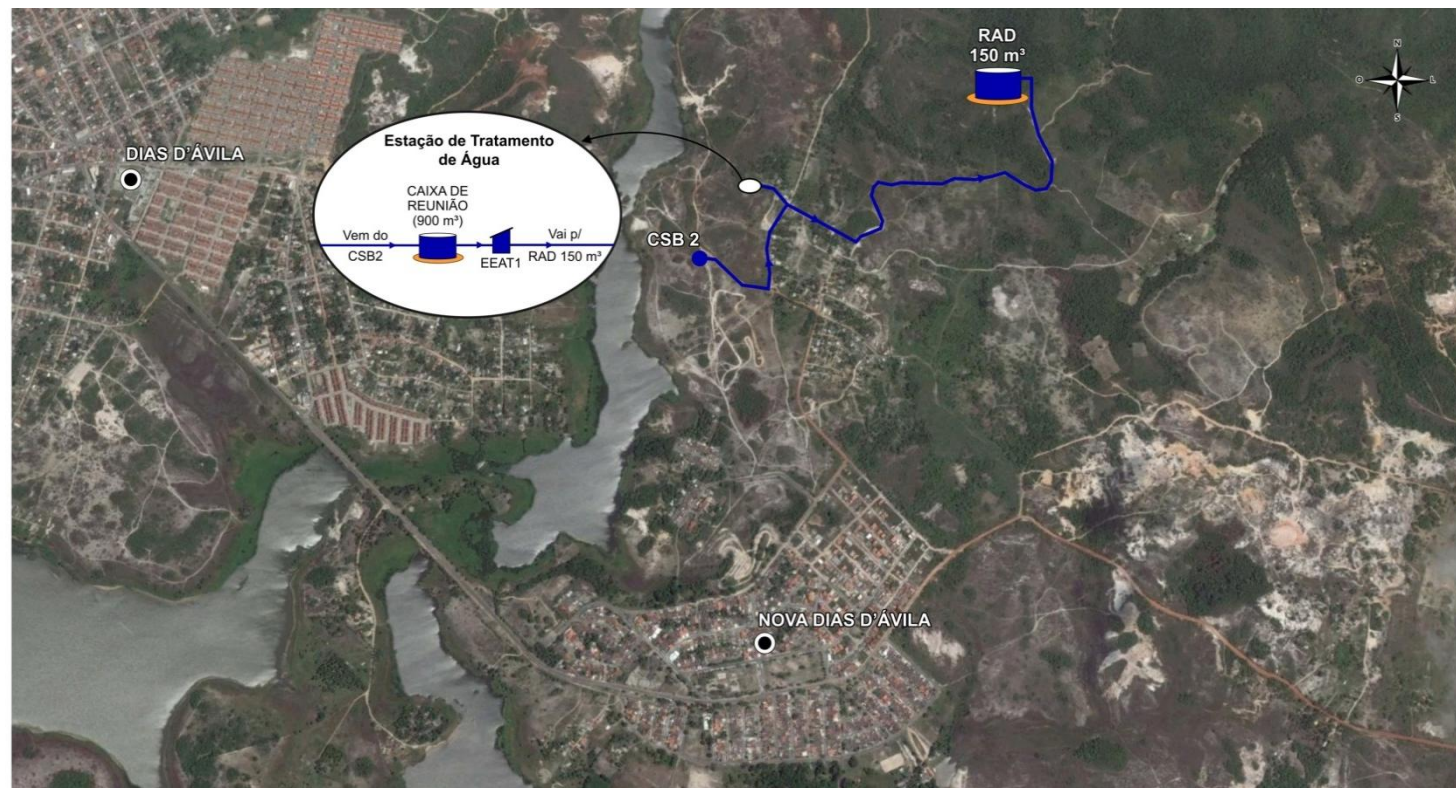 RAD
150 m³
N
O
L
S
Estação de Tratamento
de Água
DIAS D'ÁVILA
CAIXA DE
REUNIÃO
(900 m³)
Vem do
CSB2
EEAT1
Vai p/
RAD 150 m³
CSB 2
NOVA DIAS D'ÁVILA